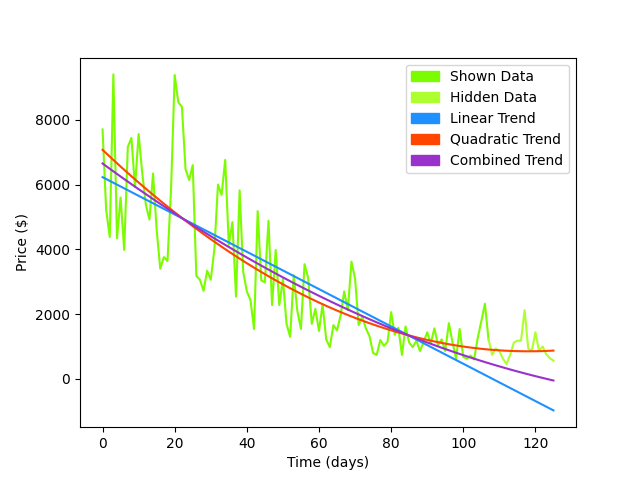 Shown Data
Hidden Data
Linear Trend
Quadratic Trend
Combined Trend
Price ($)
8000
6000
4000
2000
0
0 20 40 60 80 100 120
Time (days)